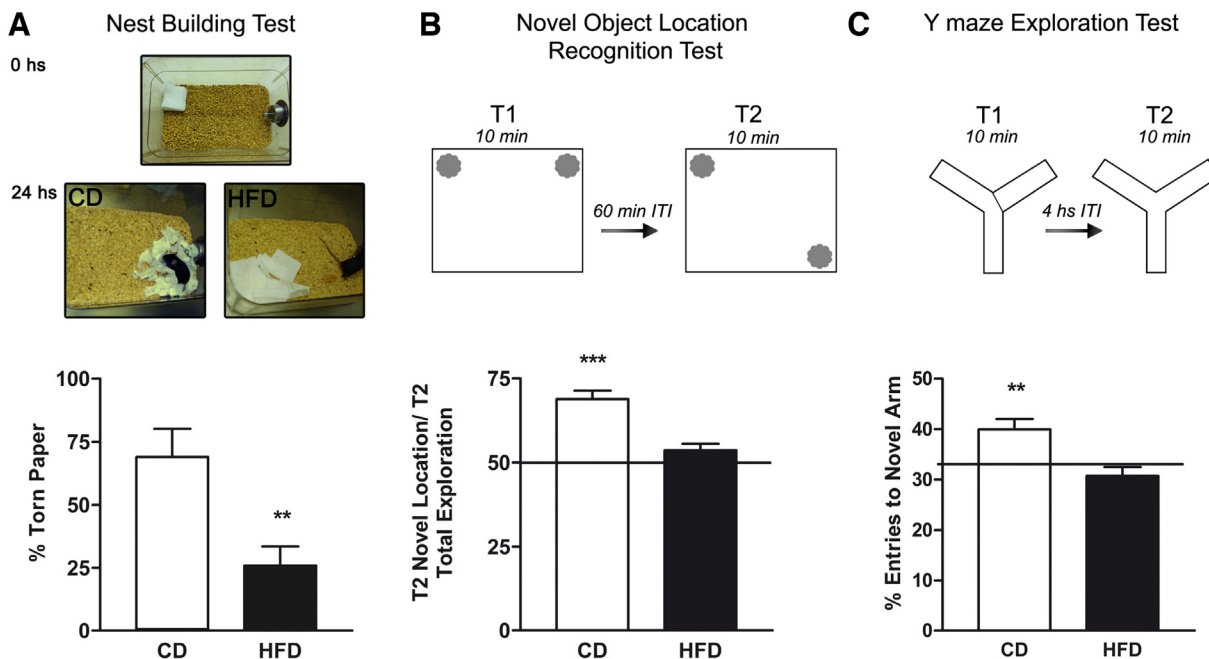 A
Nest Building Test
0 hs
24 hs
CD
HFD
% Torn Paper
100
75
50
25
0
**
CD
HFD
B
Novel Object Location
Recognition Test
T1
10 min
60 min ITI
T2
10 min
T2 Novel Location/ T2
Total Exploration
75
50
25
0
***
CD
HFD
C
Y maze Exploration Test
T1
10 min
4 hs ITI
T2
10 min
% Entries to Novel Arm
50
40
30
20
10
0
**
CD
HFD